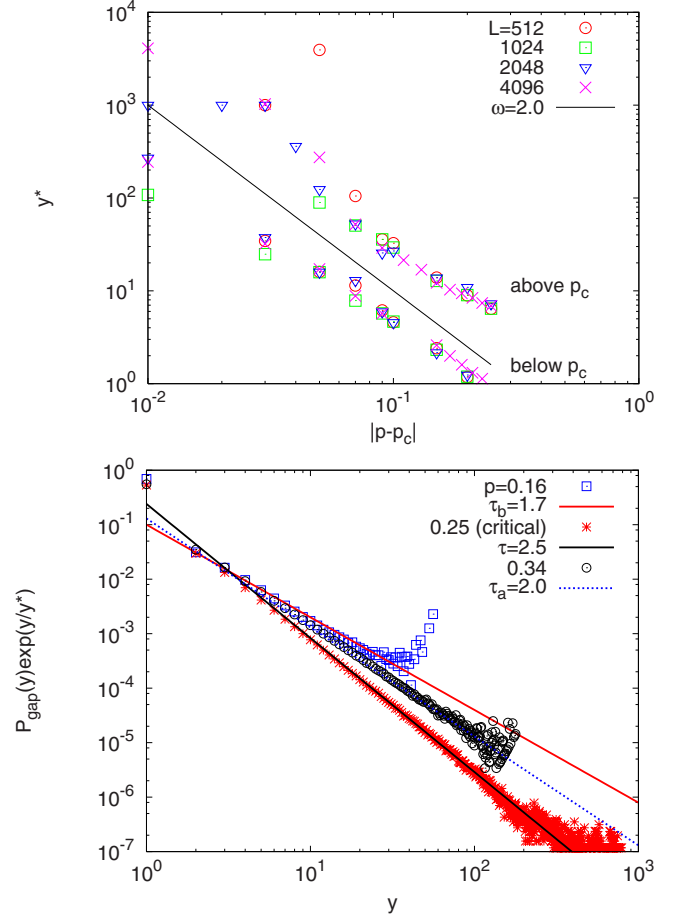 10^4
10^3
10^2
10^1
10^0
y^*
L=512
1024
2048
4096
ω=2.0
above p_c
below p_c
10^-2
10^-1
10^0
|p-p_c|
10^0
10^-1
10^-2
10^-3
10^-4
10^-5
10^-6
10^-7
P_gap(y)exp(y/y^*)
p=0.16
τ_b=1.7
0.25 (critical)
τ=2.5
0.34
τ_a=2.0
10^0
10^1
10^2
10^3
y